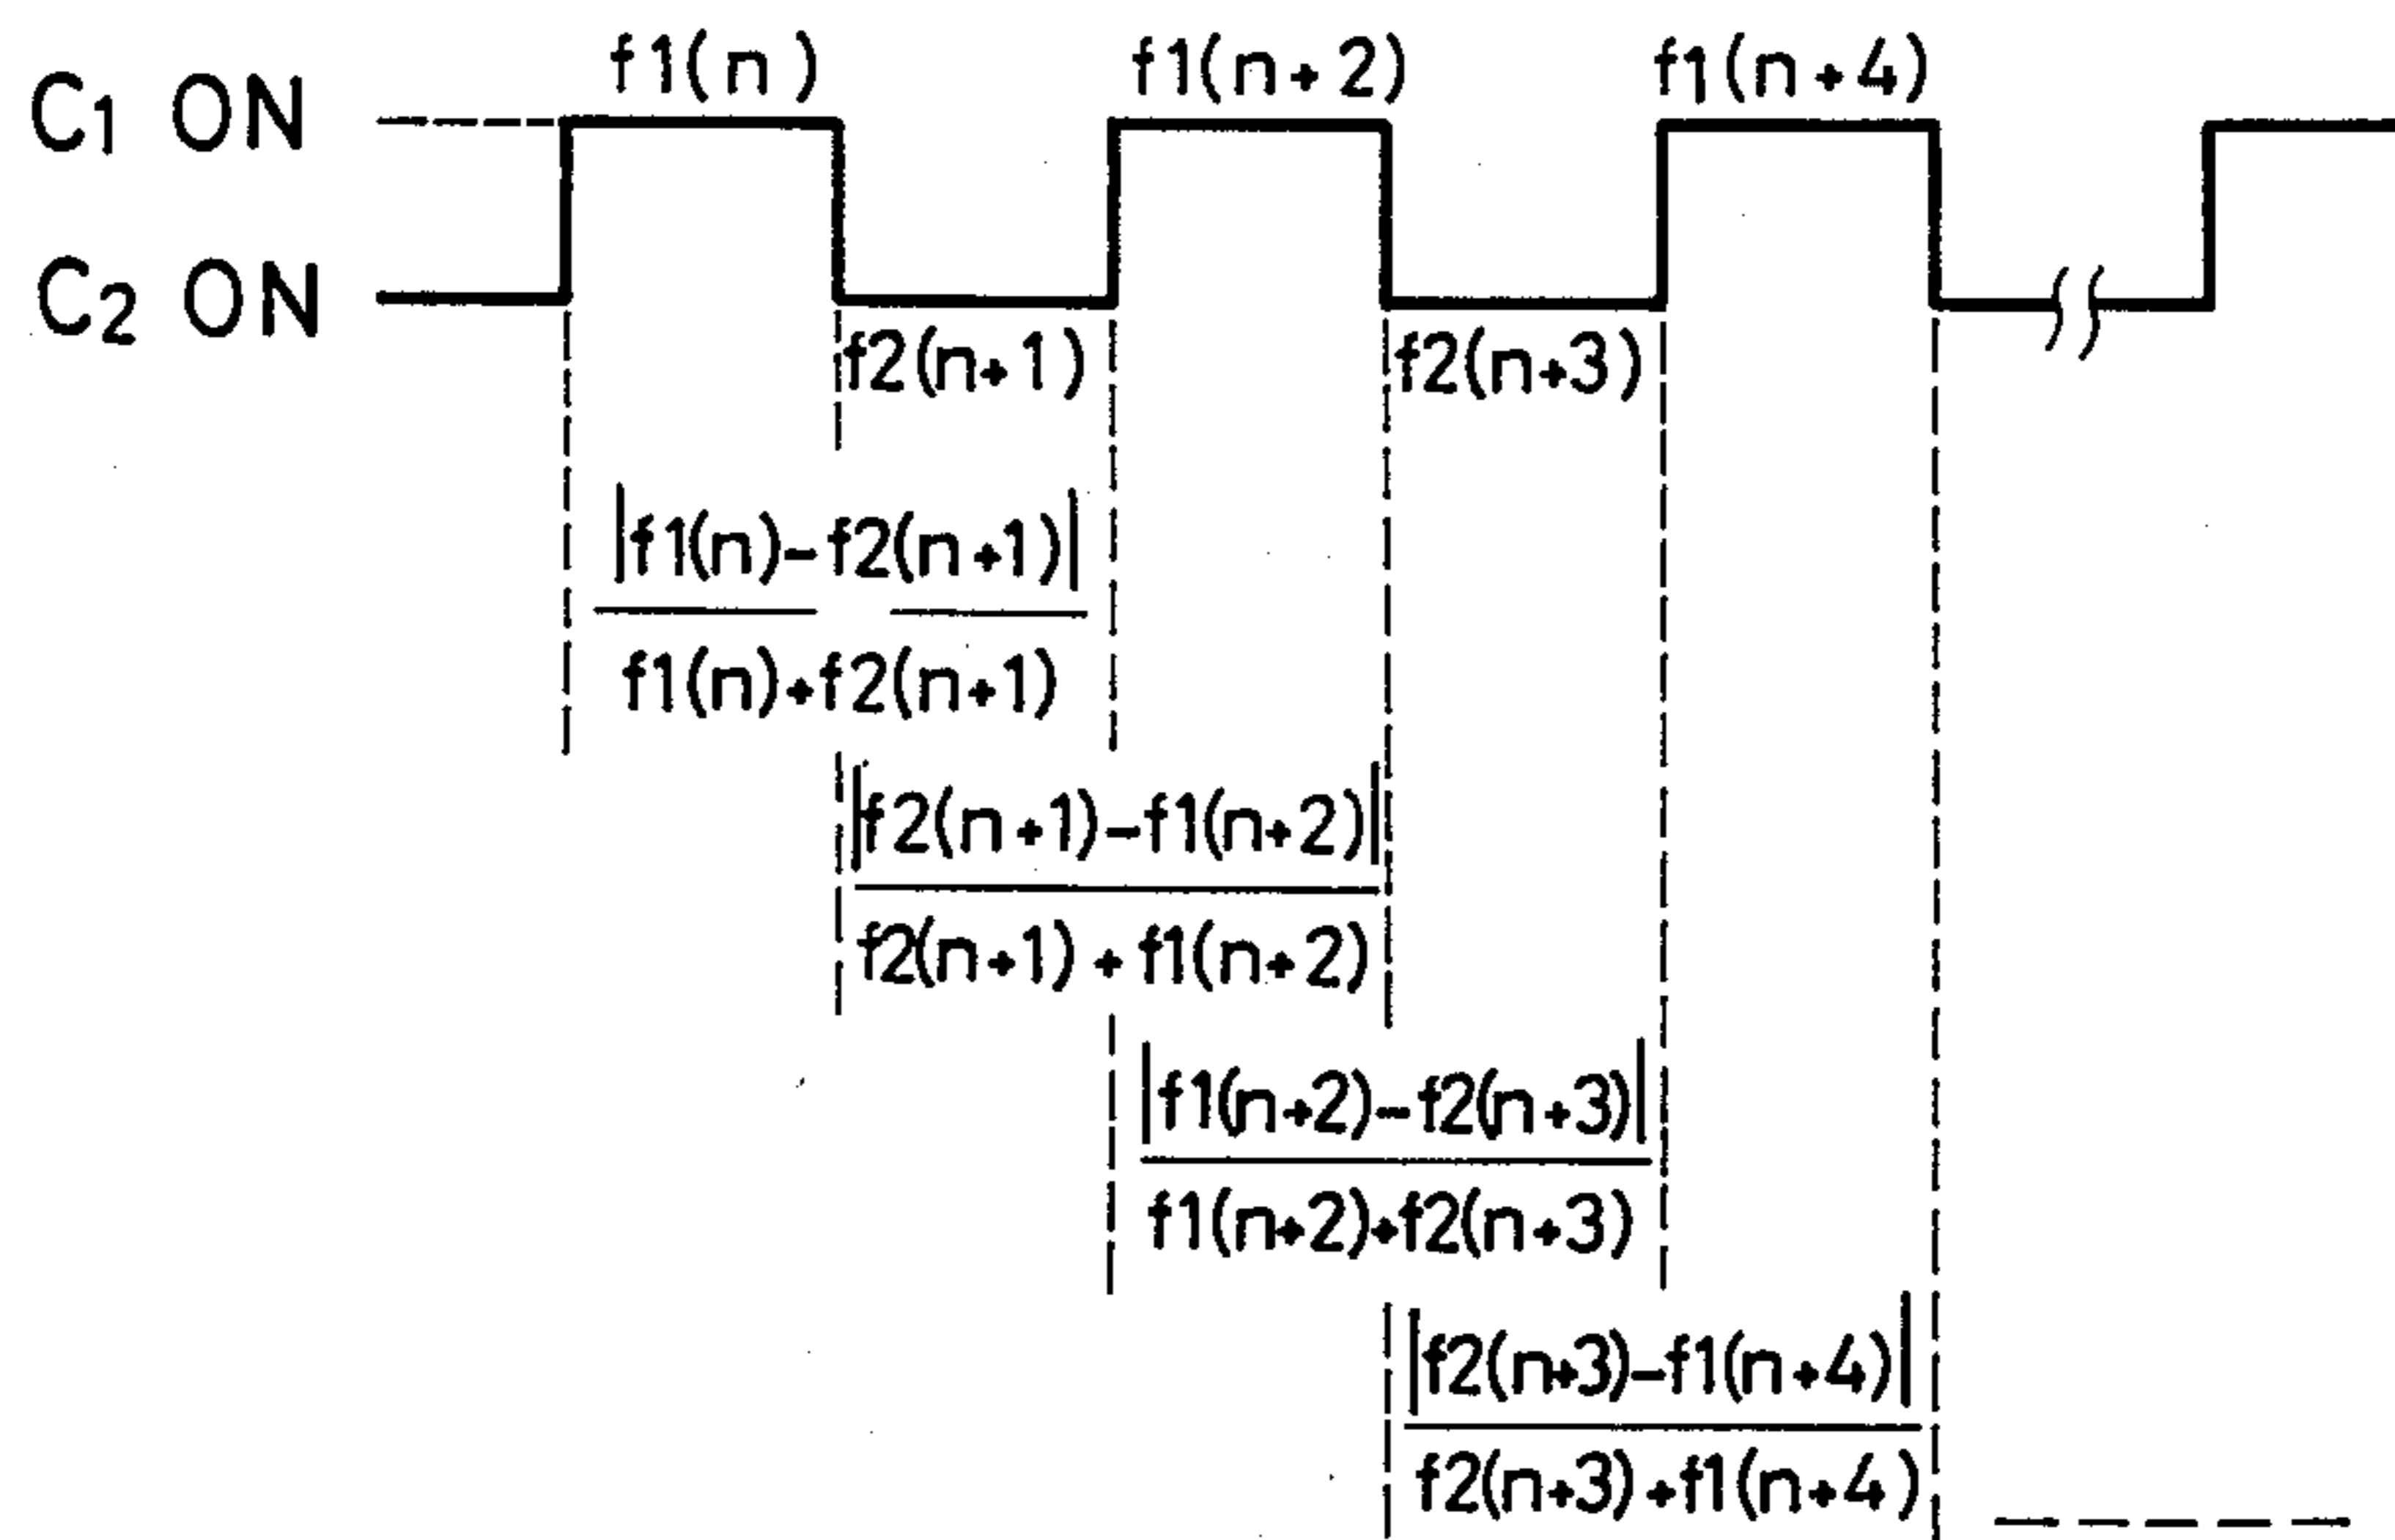 f1(n) f1(n+2) f1(n+4)
C1 ON
C2 ON
f2(n+1) f2(n+3)
|f1(n)-f2(n+1)|
f1(n)+f2(n+1)
|f2(n+1)-f1(n+2)|
f2(n+1)+f1(n+2)
|f1(n+2)-f2(n+3)|
f1(n+2)+f2(n+3)
|f2(n+3)-f1(n+4)|
f2(n+3)+f1(n+4)